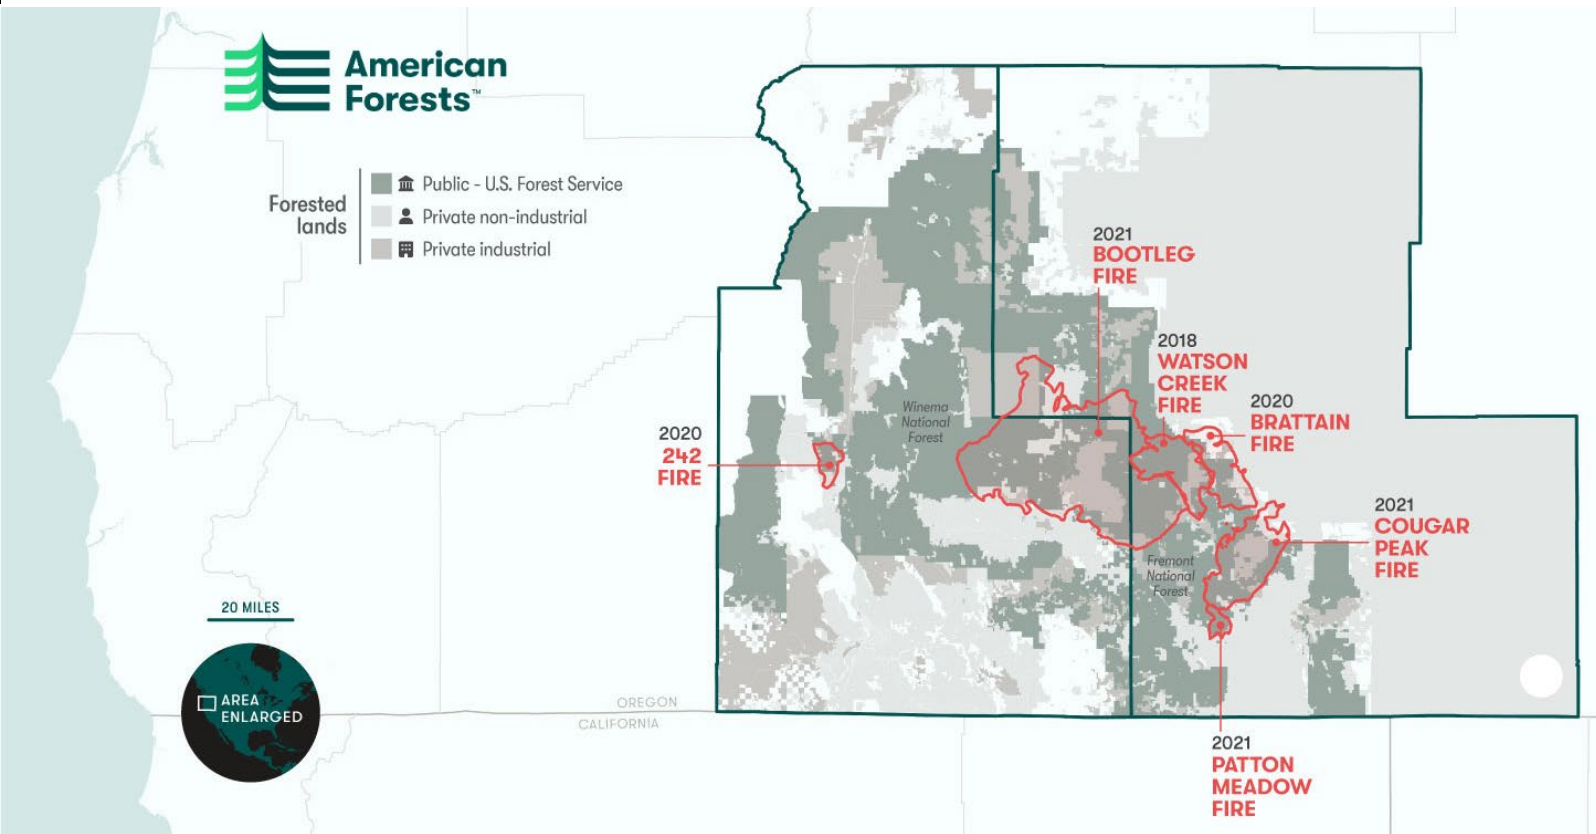 American
Forests™
Forested
lands
Public - U.S. Forest Service
Private non-industrial
Private industrial
2021
BOOTLEG
FIRE
2018
WATSON
CREEK
FIRE
2020
BRATTAIN
FIRE
Winema
National
Forest
2020
242
FIRE
2021
COUGAR
PEAK
FIRE
Fremont
National
Forest
20 MILES
AREA
ENLARGED
OREGON
CALIFORNIA
2021
PATTON
MEADOW
FIRE